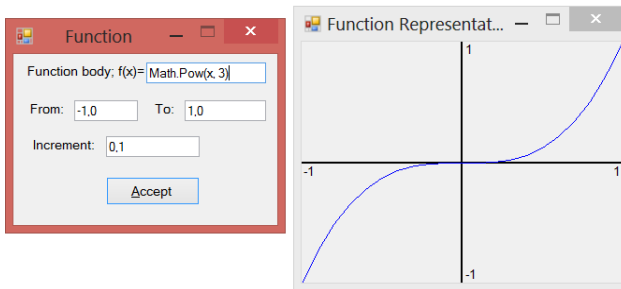 Function
Function body; f(x)= Math.Pow(x, 3)
From: -1,0 To: 1,0
Increment: 0,1
Accept
Function Representat...
1
-1
1
-1